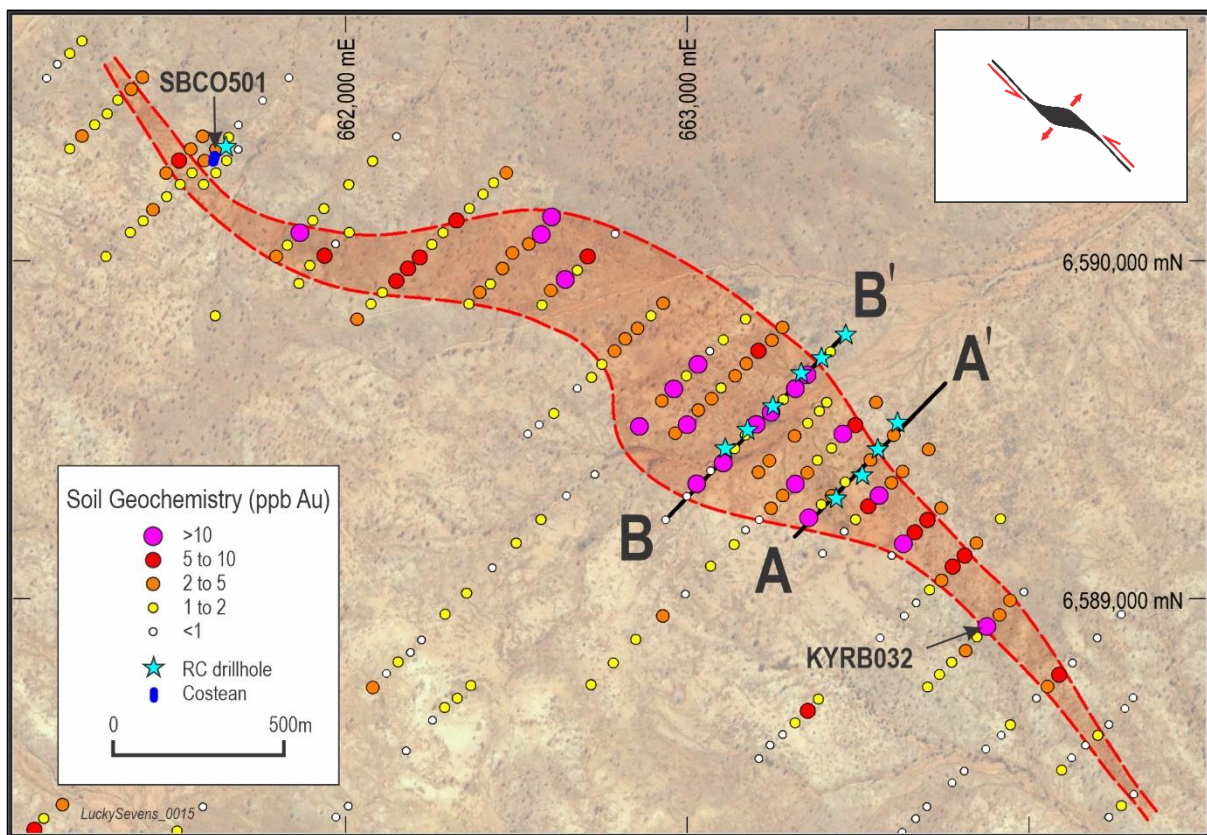 SBCO501
662,000 mE
663,000 mE
6,590,000 mN
B'
A'
Soil Geochemistry (ppb Au)
>10
5 to 10
2 to 5
1 to 2
<1
RC drillhole
Costean
0 500m
B
A
6,589,000 mN
KYRB032
LuckySevens_0015